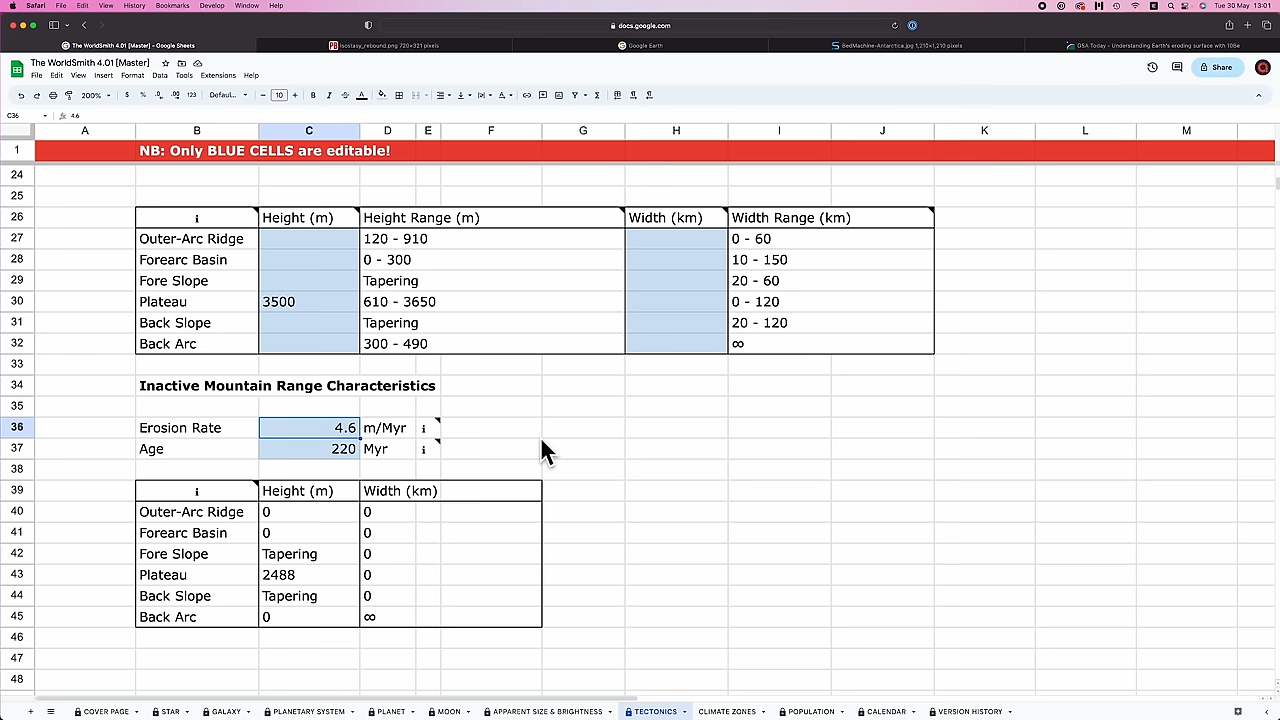 Safari File Edit View History Bookmarks Develop Window Help Tue 30 May 13:01
docs.google.com
The WorldSmith 4.01 [Master] - Google Sheets
isostasy_rebound.png 720×321 pixels
Google Earth
BedMachine-Antarctica.jpg 1,210×1,210 pixels
GSA Today - Understanding Earth's eroding surface with 10Be
The WorldSmith 4.01 [Master]
Share
File Edit View Insert Format Data Tools Extensions Help
200% $ % .0 .00 123 Defaul... − 10 + B I A
C36 fx 4.6
A B C D E F G H I J K L M
1 NB: Only BLUE CELLS are editable!
24
25
26 i Height (m) Height Range (m) Width (km) Width Range (km)
27 Outer-Arc Ridge 120 - 910 0 - 60
28 Forearc Basin 0 - 300 10 - 150
29 Fore Slope Tapering 20 - 60
30 Plateau 3500 610 - 3650 0 - 120
31 Back Slope Tapering 20 - 120
32 Back Arc 300 - 490 ∞
33
34 Inactive Mountain Range Characteristics
35
36 Erosion Rate 4.6 m/Myr i
37 Age 220 Myr i
38
39 i Height (m) Width (km)
40 Outer-Arc Ridge 0 0
41 Forearc Basin 0 0
42 Fore Slope Tapering 0
43 Plateau 2488 0
44 Back Slope Tapering 0
45 Back Arc 0 ∞
46
47
48
COVER PAGE STAR GALAXY PLANETARY SYSTEM PLANET MOON APPARENT SIZE & BRIGHTNESS TECTONICS CLIMATE ZONES POPULATION CALENDAR VERSION HISTORY